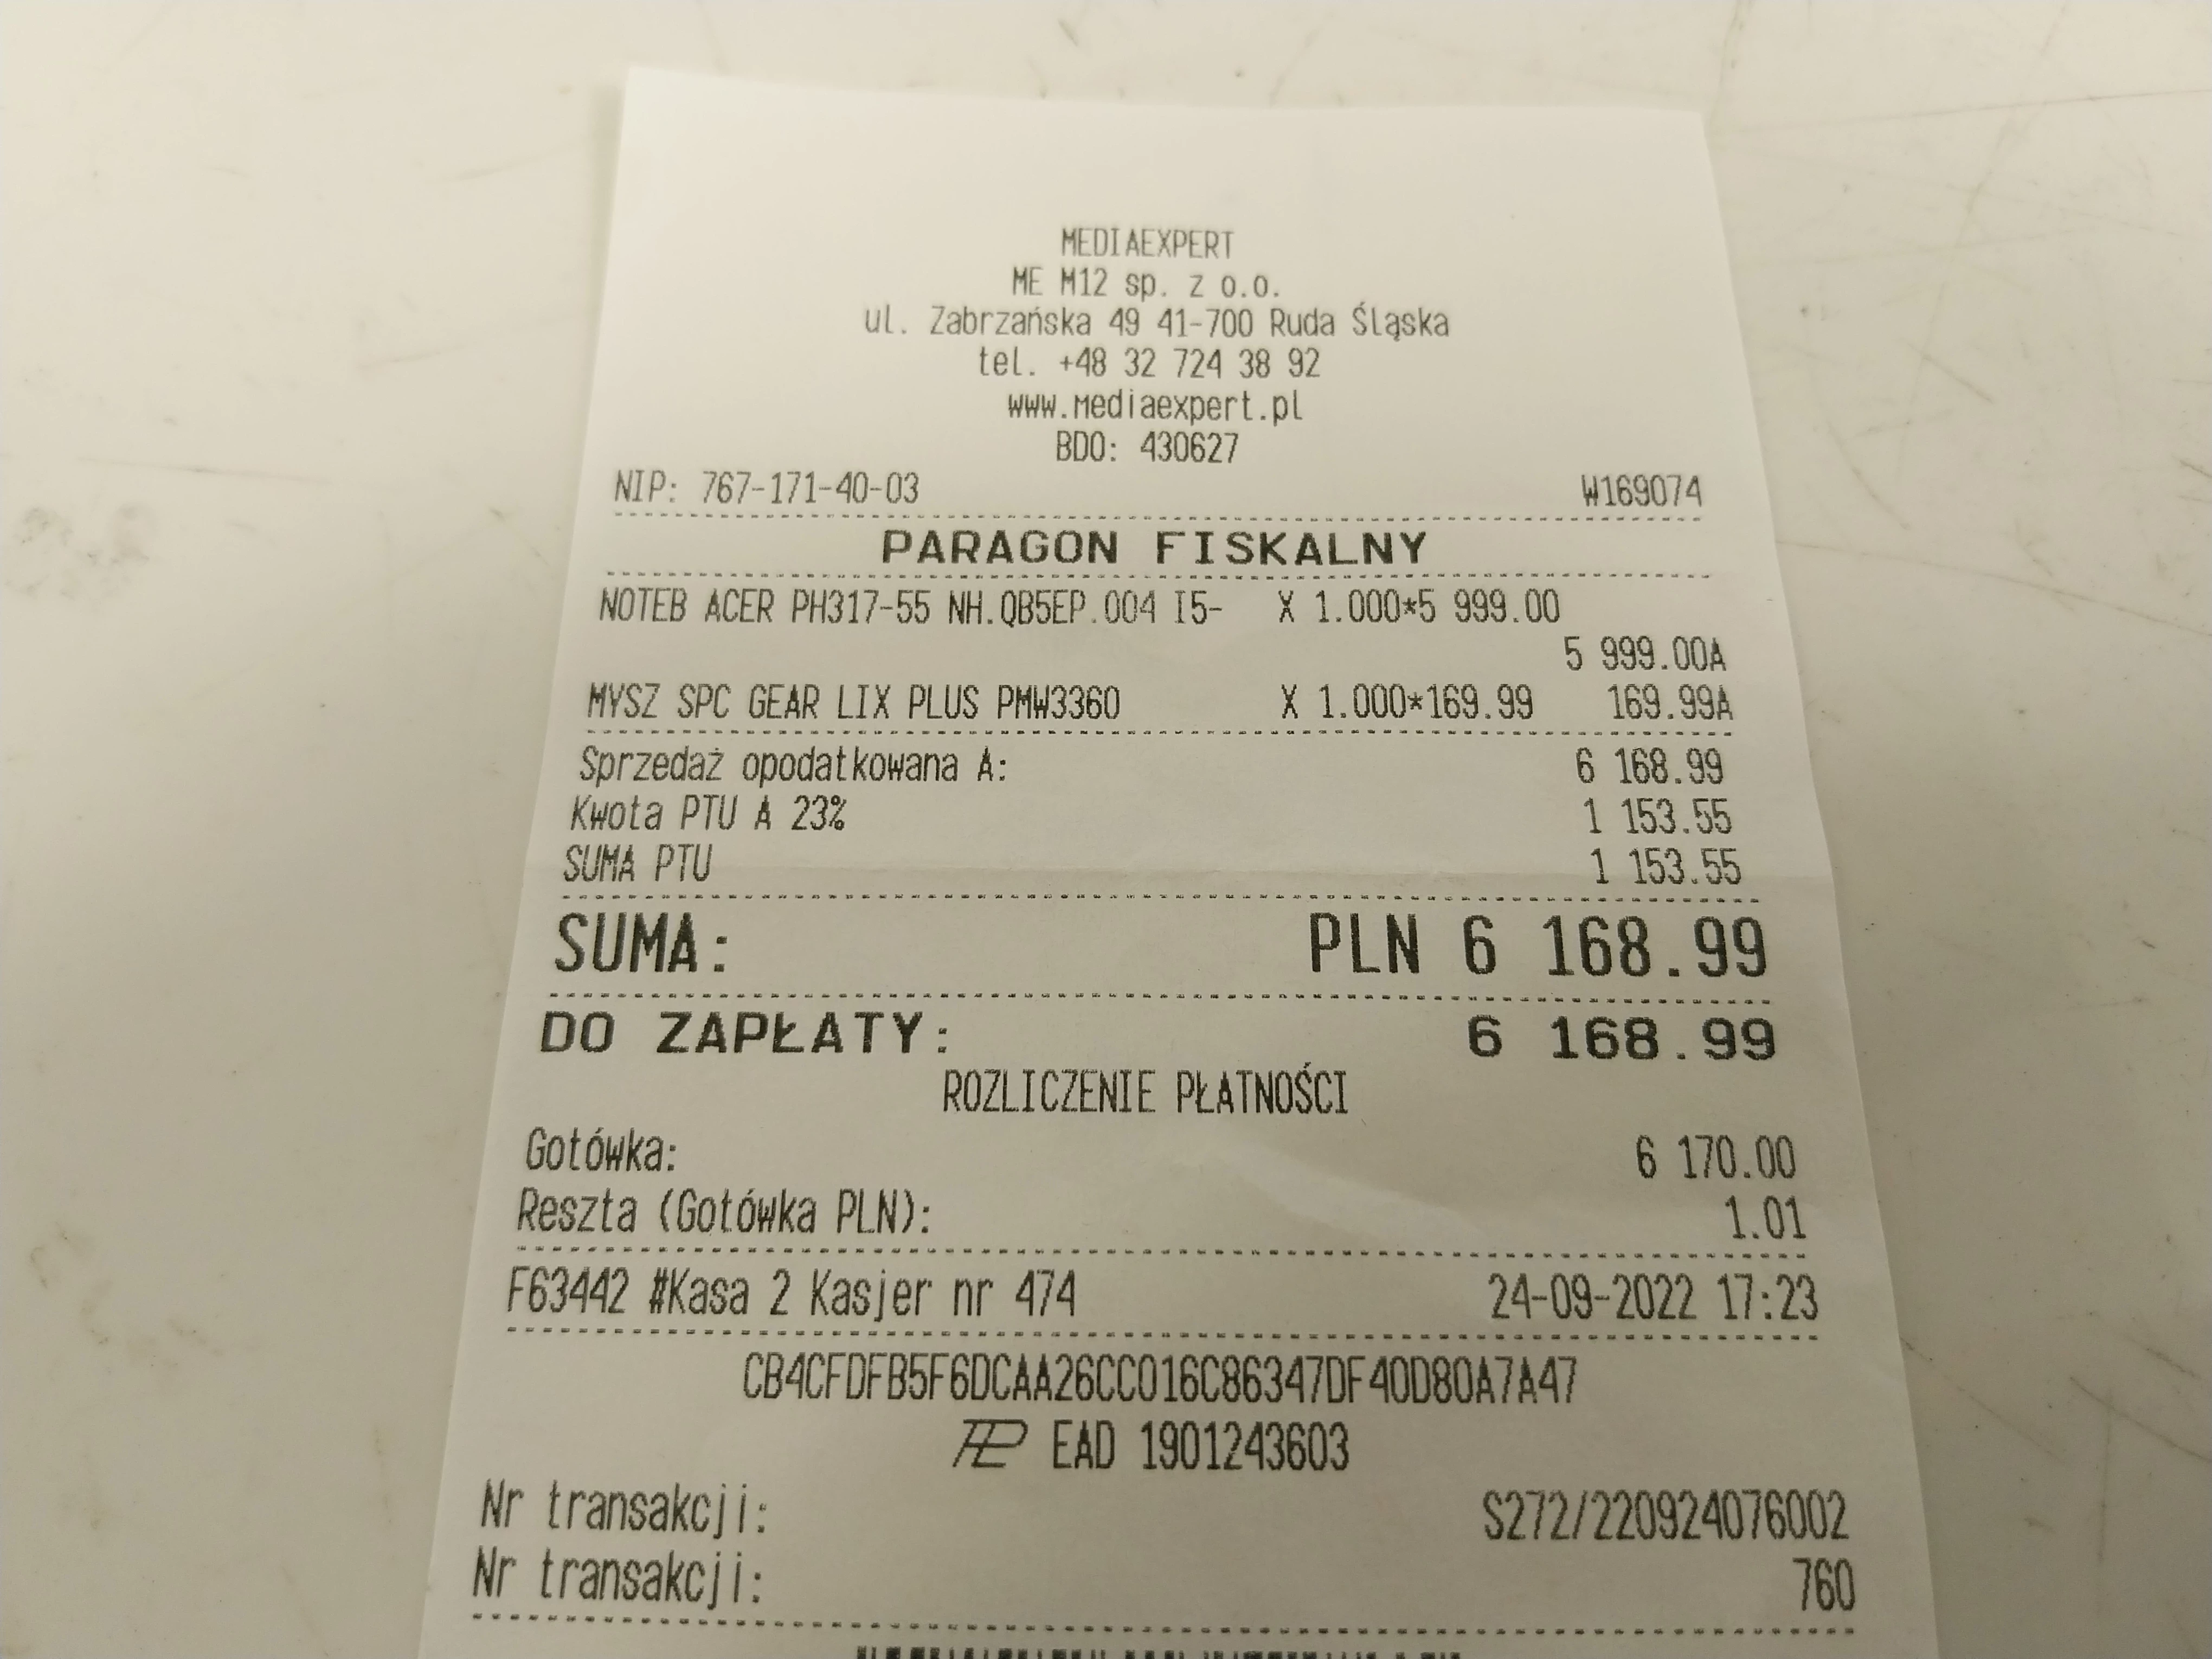 MEDIAEXPERT
ME M12 sp. z o.o.
ul. Zabrzańska 49 41-700 Ruda Śląska
tel. +48 32 724 38 92
www.mediaexpert.pl
BDO: 430627
NIP: 767-171-40-03 W169074
PARAGON FISKALNY
NOTEB ACER PH317-55 NH.QB5EP.004 I5- X 1.000*5 999.00
5 999.00A
MYSZ SPC GEAR LIX PLUS PMW3360 X 1.000*169.99 169.99A
Sprzedaż opodatkowana A: 6 168.99
Kwota PTU A 23% 1 153.55
SUMA PTU 1 153.55
SUMA: PLN 6 168.99
DO ZAPŁATY: 6 168.99
ROZLICZENIE PŁATNOŚCI
Gotówka: 6 170.00
Reszta (Gotówka PLN): 1.01
F63442 #Kasa 2 Kasjer nr 474 24-09-2022 17:23
CB4CFDFB5F6DCAA26CC016C86347DF40D80A7A47
EAD 1901243603
Nr transakcji: S272/220924076002
Nr transakcji: 760